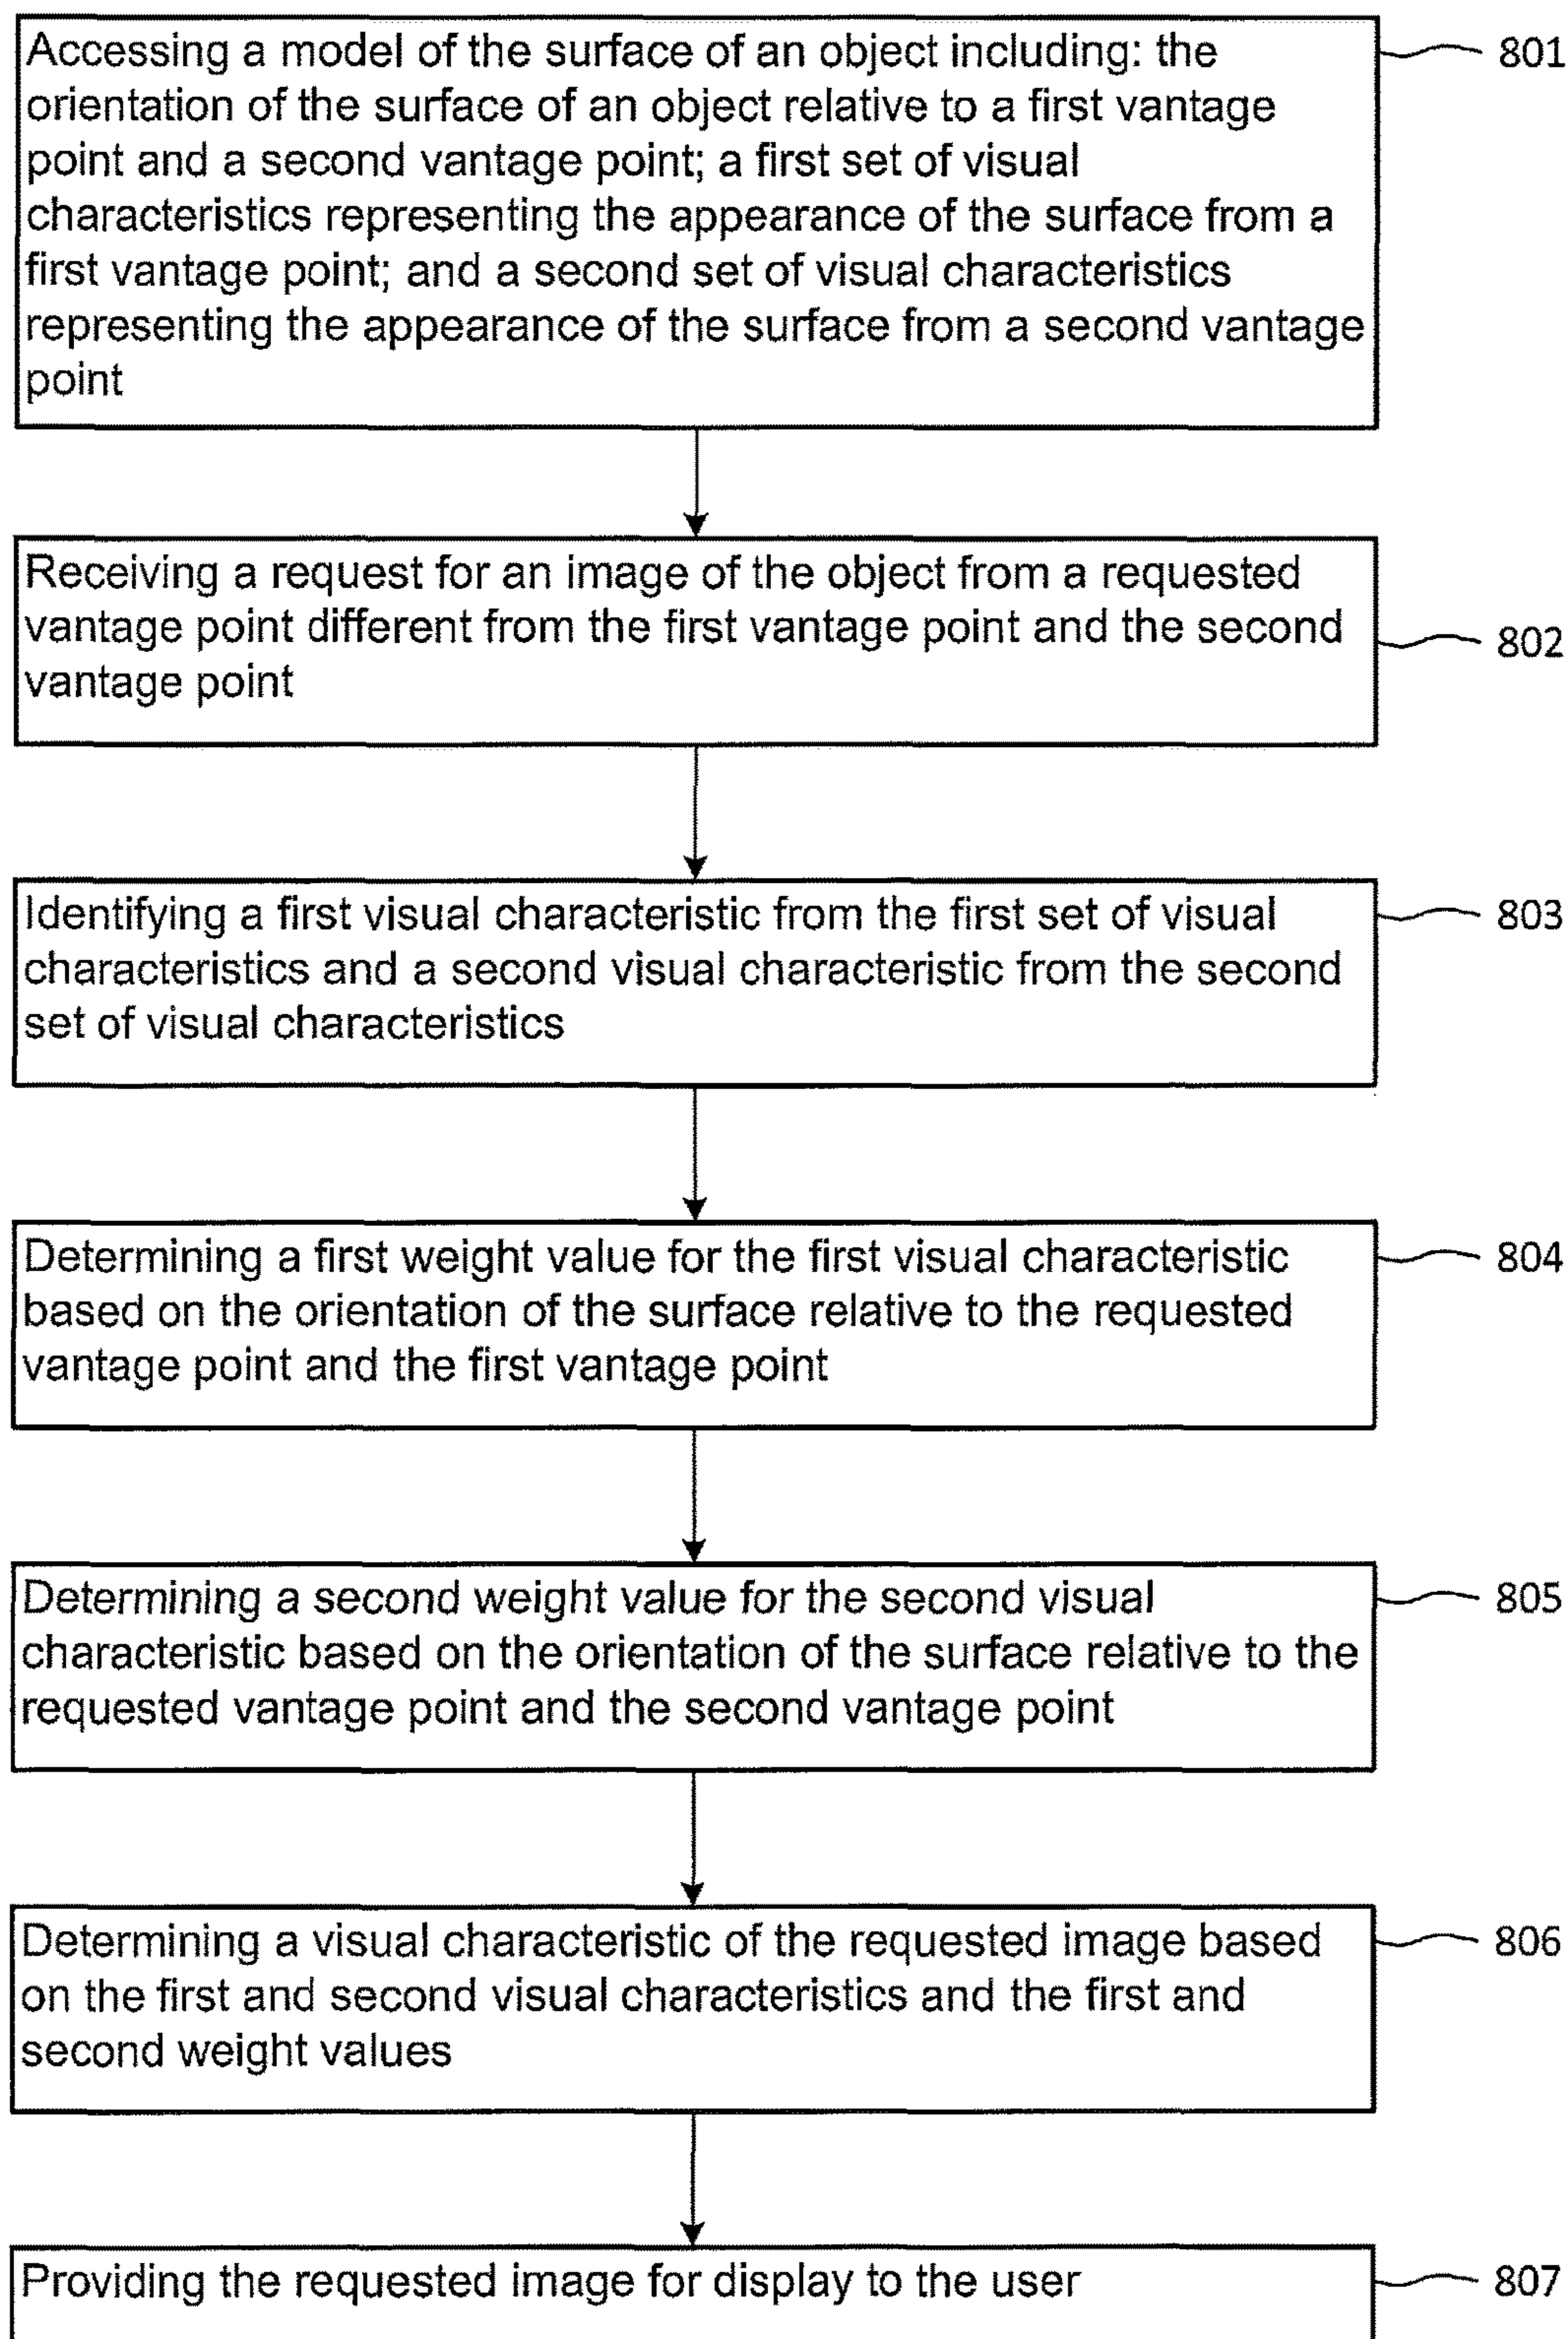 Accessing a model of the surface of an object including: the
orientation of the surface of an object relative to a first vantage
point and a second vantage point; a first set of visual
characteristics representing the appearance of the surface from a
first vantage point; and a second set of visual characteristics
representing the appearance of the surface from a second vantage
point
801
Receiving a request for an image of the object from a requested
vantage point different from the first vantage point and the second
vantage point
802
Identifying a first visual characteristic from the first set of visual
characteristics and a second visual characteristic from the second
set of visual characteristics
803
Determining a first weight value for the first visual characteristic
based on the orientation of the surface relative to the requested
vantage point and the first vantage point
804
Determining a second weight value for the second visual
characteristic based on the orientation of the surface relative to the
requested vantage point and the second vantage point
805
Determining a visual characteristic of the requested image based
on the first and second visual characteristics and the first and
second weight values
806
Providing the requested image for display to the user
807